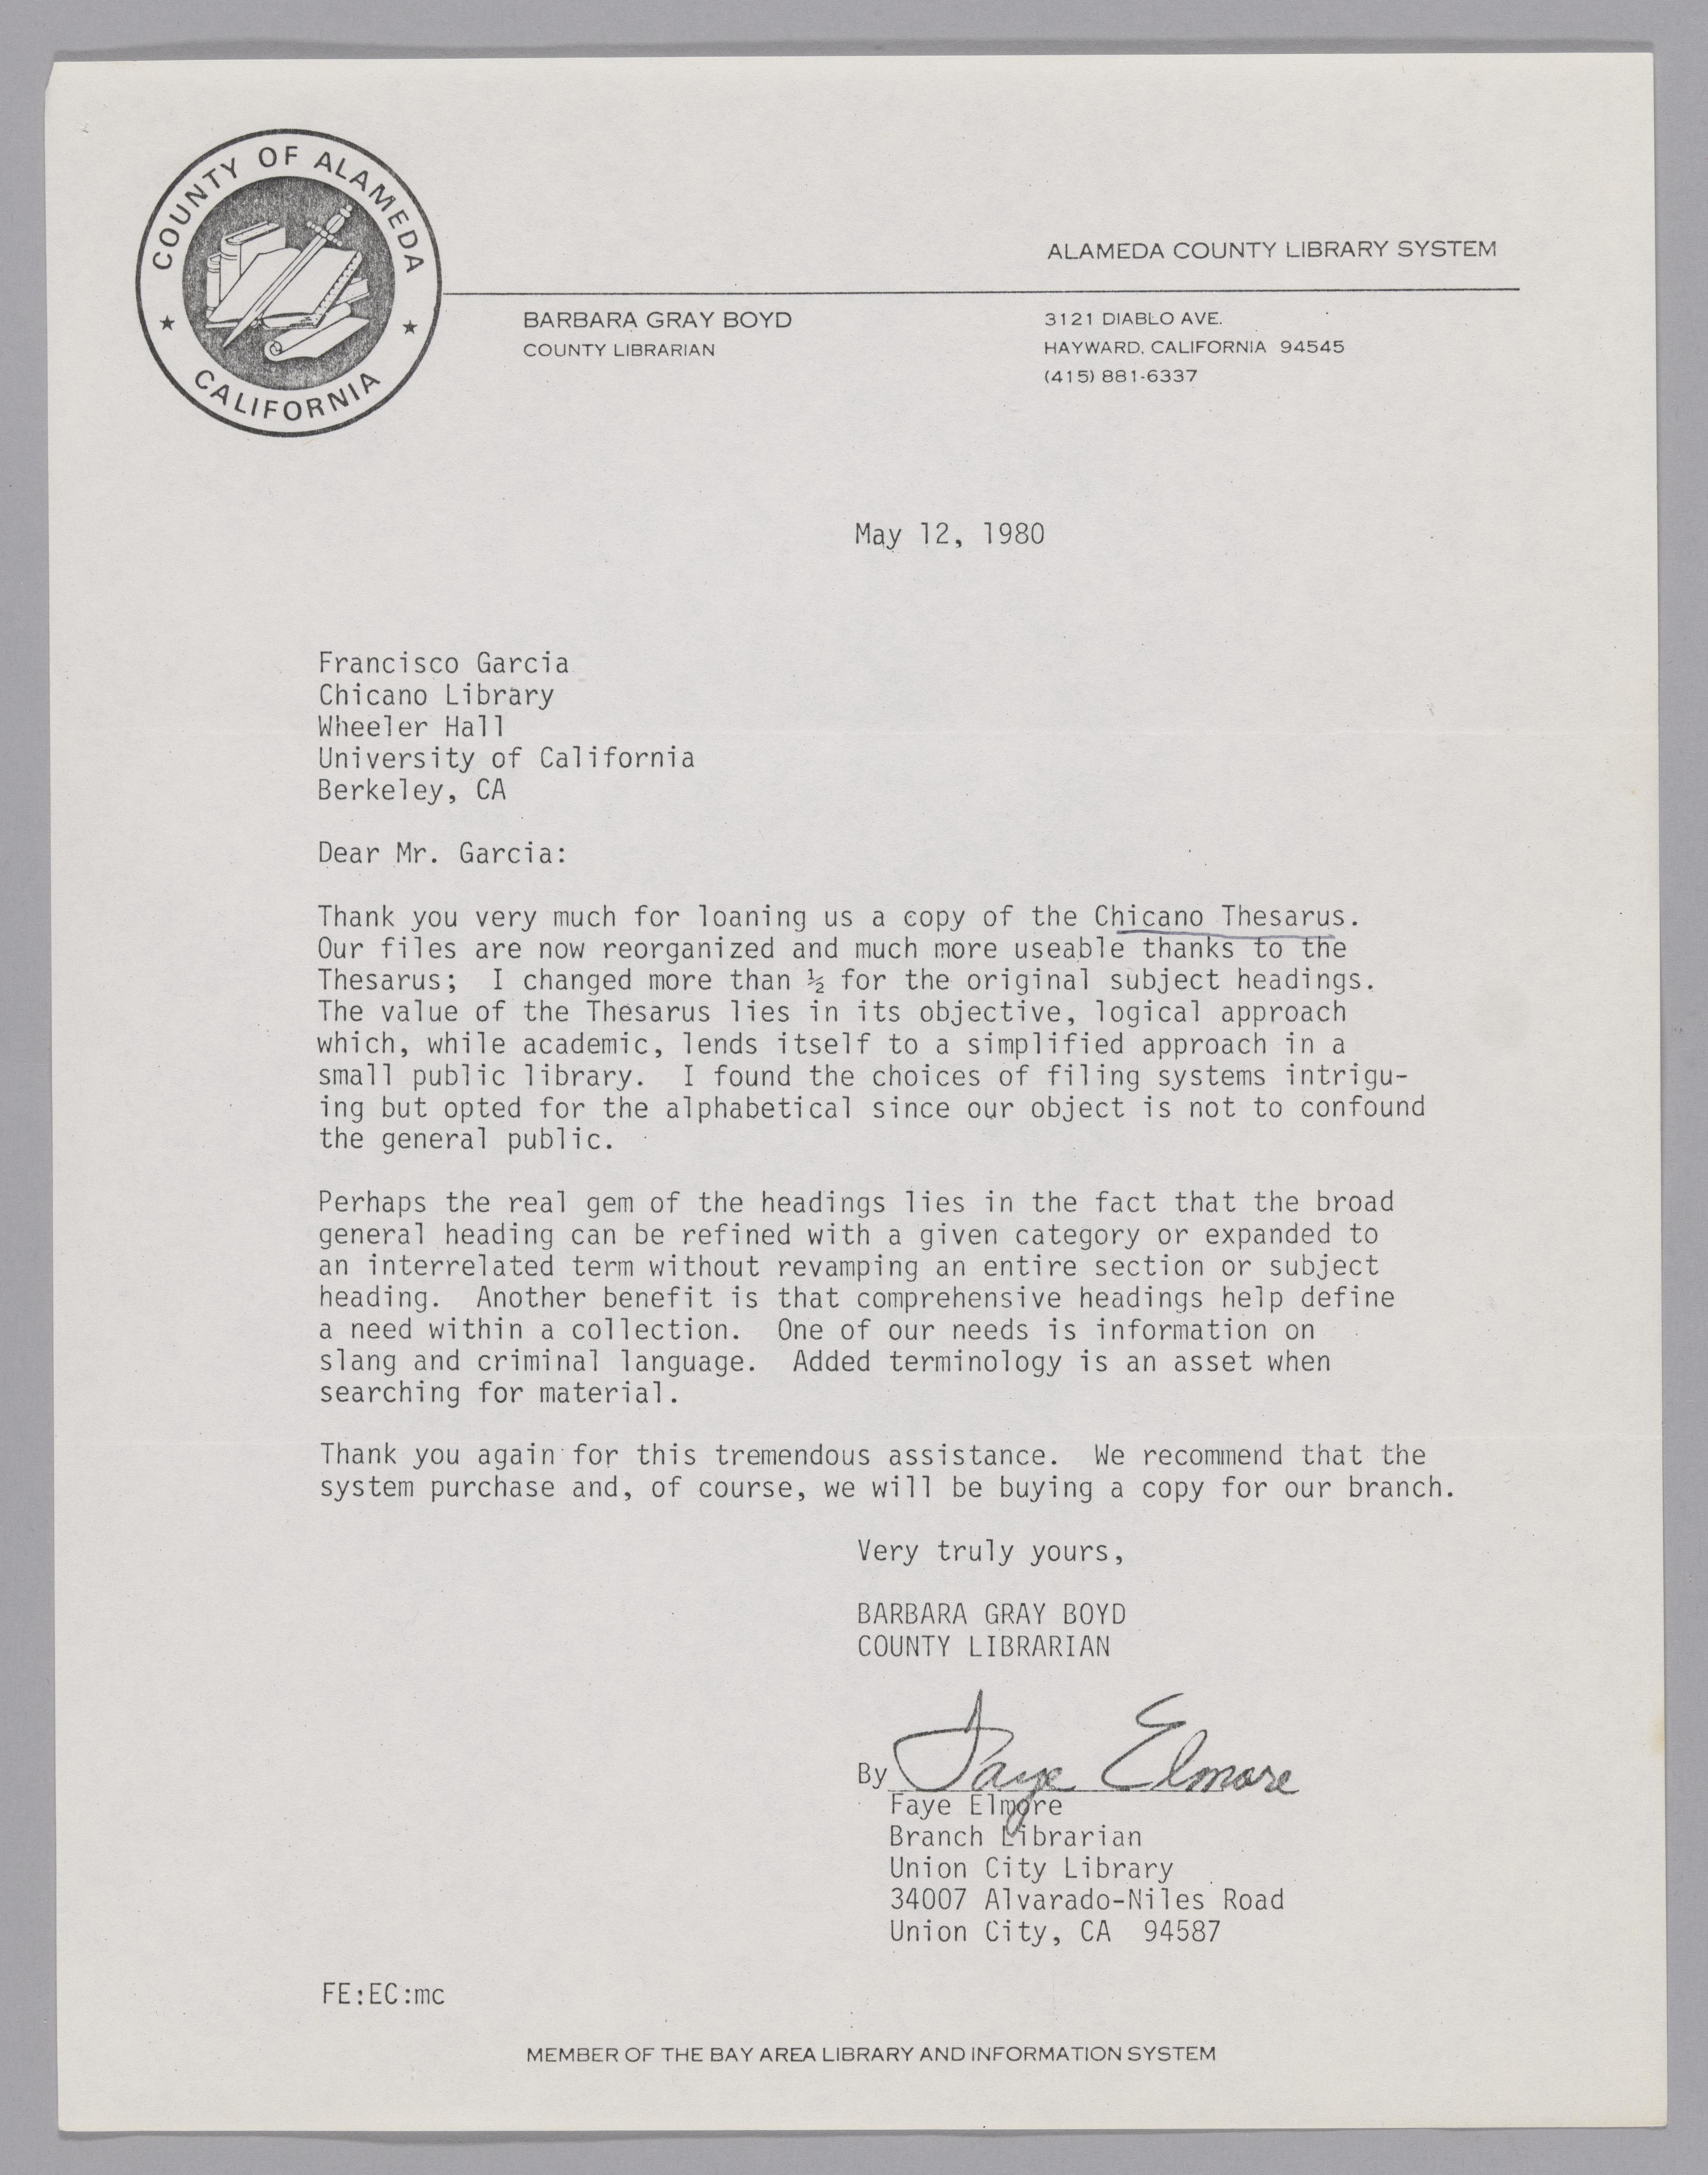 COUNTY OF ALAMEDA
★ CALIFORNIA ★
ALAMEDA COUNTY LIBRARY SYSTEM
BARBARA GRAY BOYD
COUNTY LIBRARIAN
3121 DIABLO AVE.
HAYWARD, CALIFORNIA 94545
(415) 881-6337
May 12, 1980
Francisco Garcia
Chicano Library
Wheeler Hall
University of California
Berkeley, CA
Dear Mr. Garcia:
Thank you very much for loaning us a copy of the Chicano Thesarus.
Our files are now reorganized and much more useable thanks to the
Thesarus; I changed more than ½ for the original subject headings.
The value of the Thesarus lies in its objective, logical approach
which, while academic, lends itself to a simplified approach in a
small public library. I found the choices of filing systems intrigu-
ing but opted for the alphabetical since our object is not to confound
the general public.
Perhaps the real gem of the headings lies in the fact that the broad
general heading can be refined with a given category or expanded to
an interrelated term without revamping an entire section or subject
heading. Another benefit is that comprehensive headings help define
a need within a collection. One of our needs is information on
slang and criminal language. Added terminology is an asset when
searching for material.
Thank you again for this tremendous assistance. We recommend that the
system purchase and, of course, we will be buying a copy for our branch.
Very truly yours,
BARBARA GRAY BOYD
COUNTY LIBRARIAN
By Faye Elmore
Faye Elmore
Branch Librarian
Union City Library
34007 Alvarado-Niles Road
Union City, CA 94587
FE:EC:mc
MEMBER OF THE BAY AREA LIBRARY AND INFORMATION SYSTEM